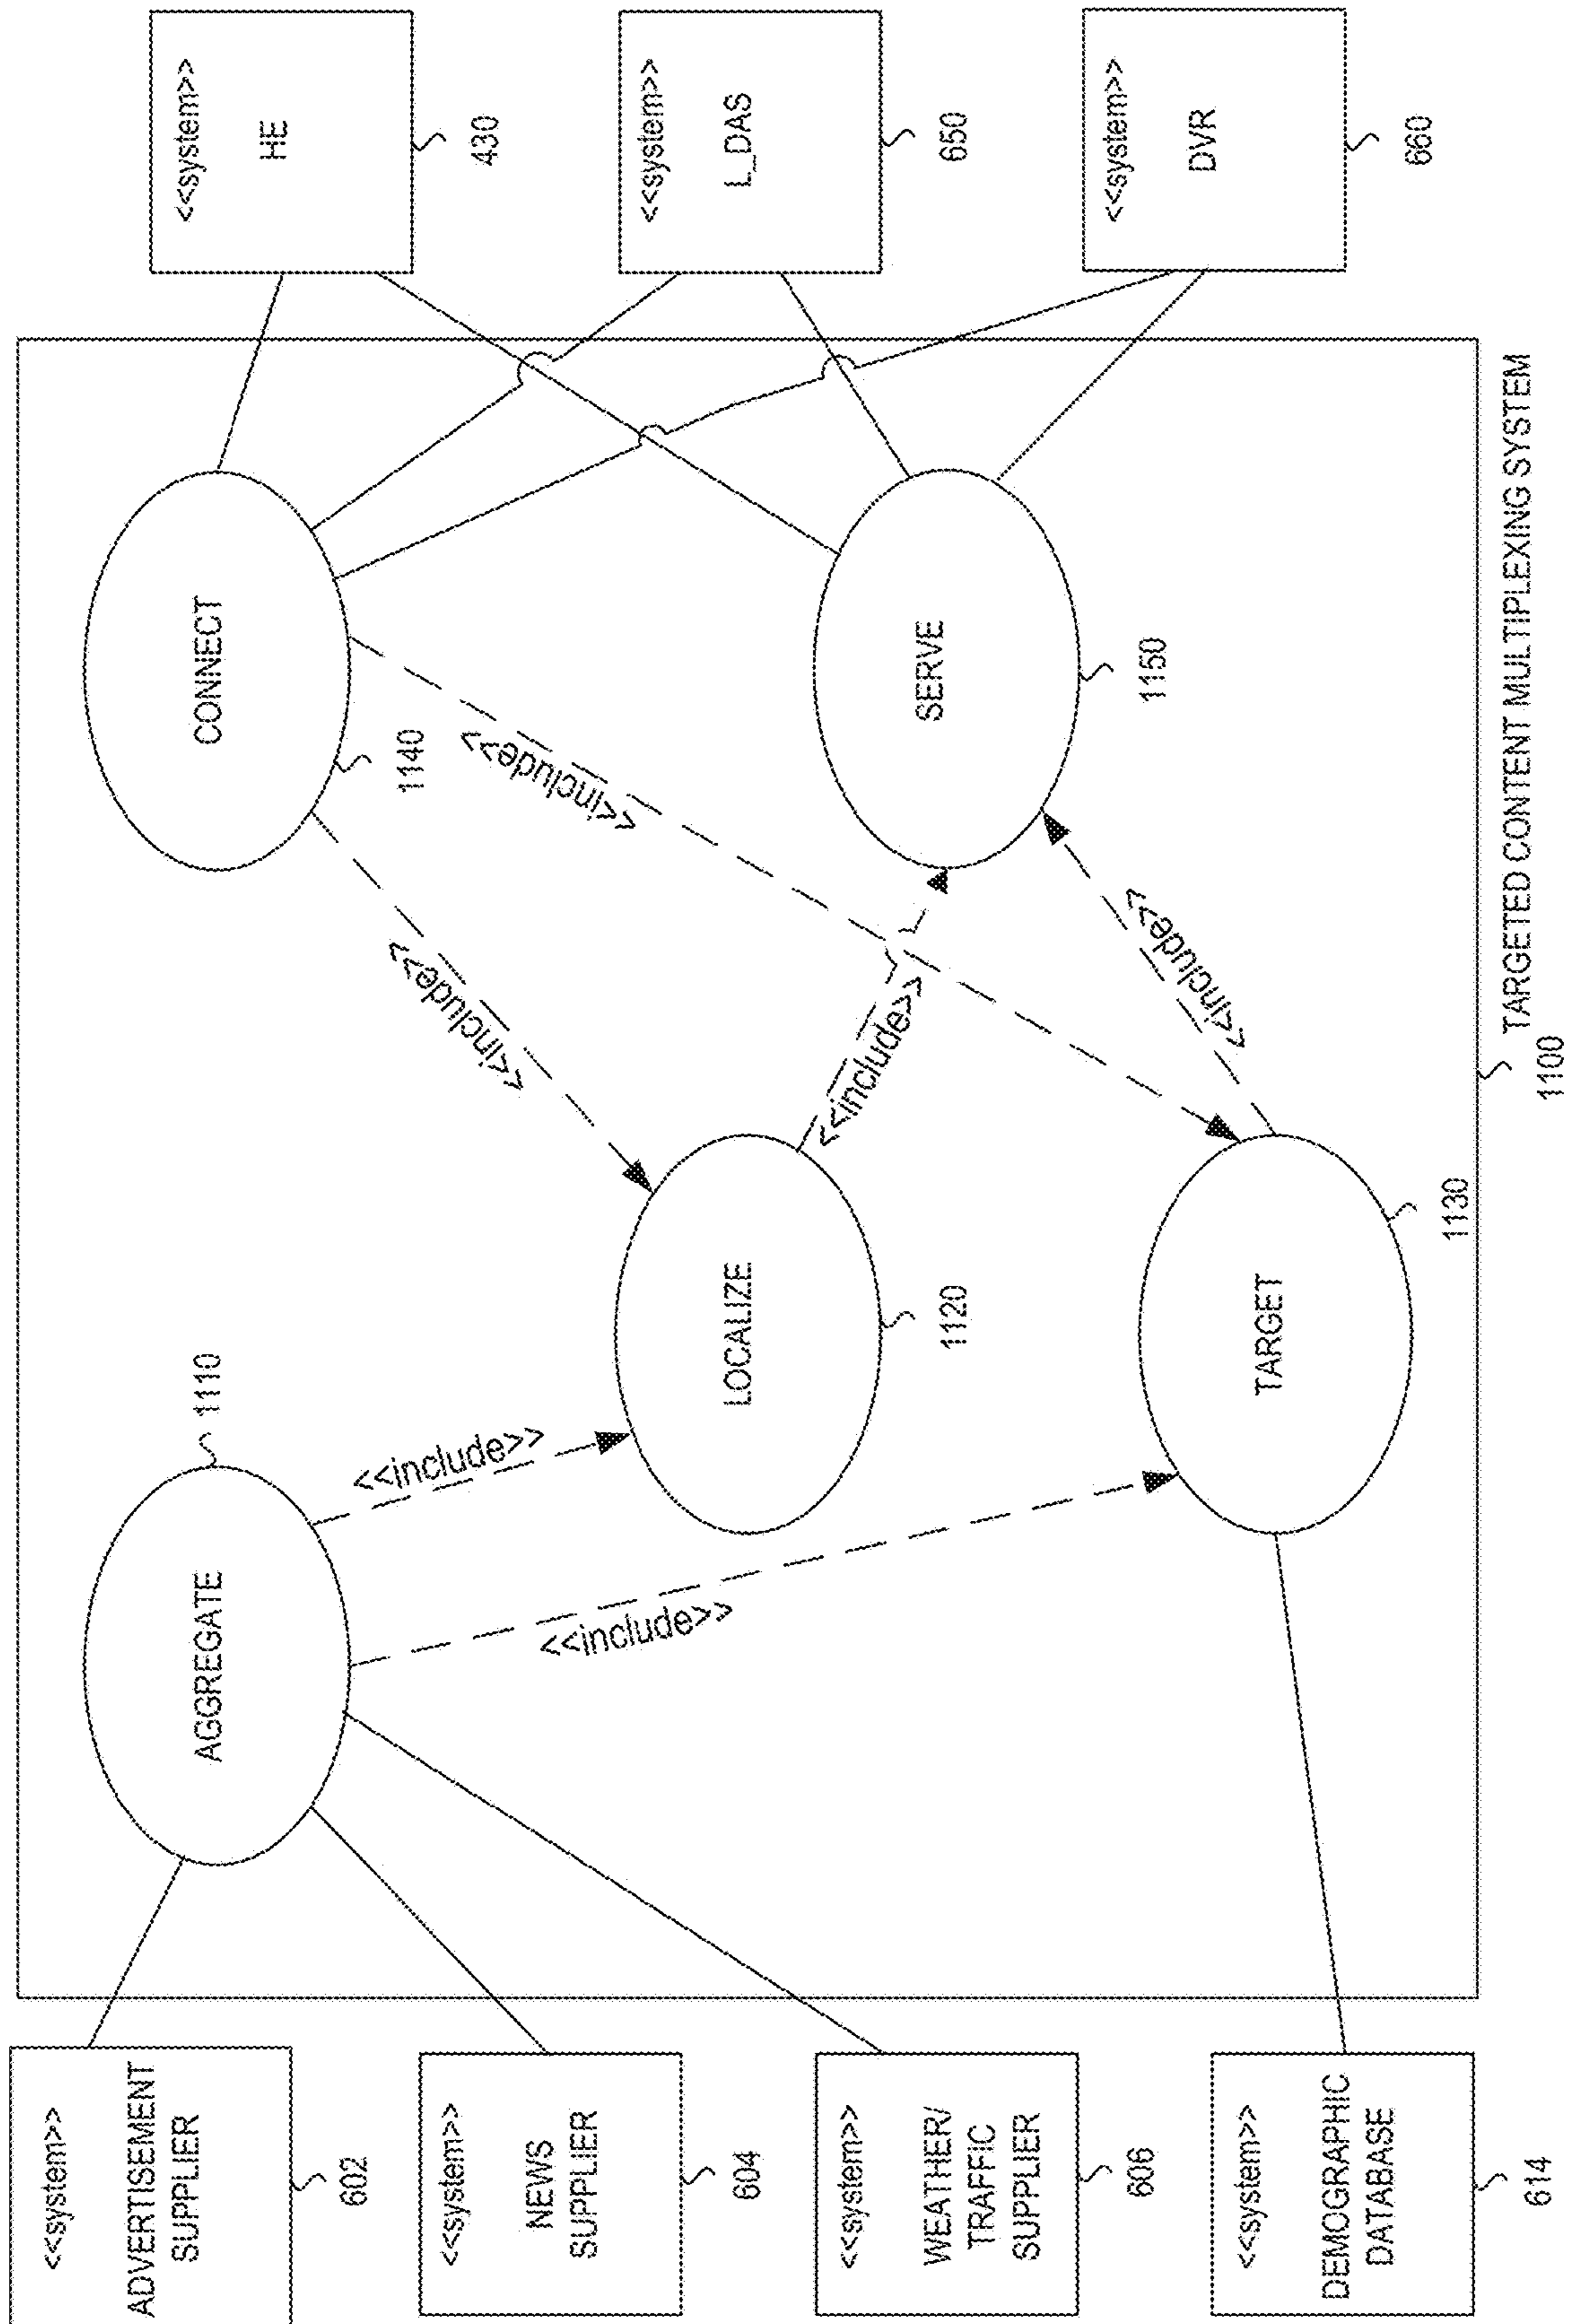 <<system>>
ADVERTISEMENT
SUPPLIER
602
<<system>>
NEWS
SUPPLIER
604
<<system>>
WEATHER/
TRAFFIC
SUPPLIER
606
<<system>>
DEMOGRAPHIC
DATABASE
614
AGGREGATE
1110
<<include>>
<<include>>
LOCALIZE
1120
TARGET
1130
<<include>>
<<include>>
<<include>>
<<include>>
CONNECT
1140
SERVE
1150
<<system>>
HE
430
<<system>>
L_DAS
650
<<system>>
DVR
660
TARGETED CONTENT MULTIPLEXING SYSTEM
1100